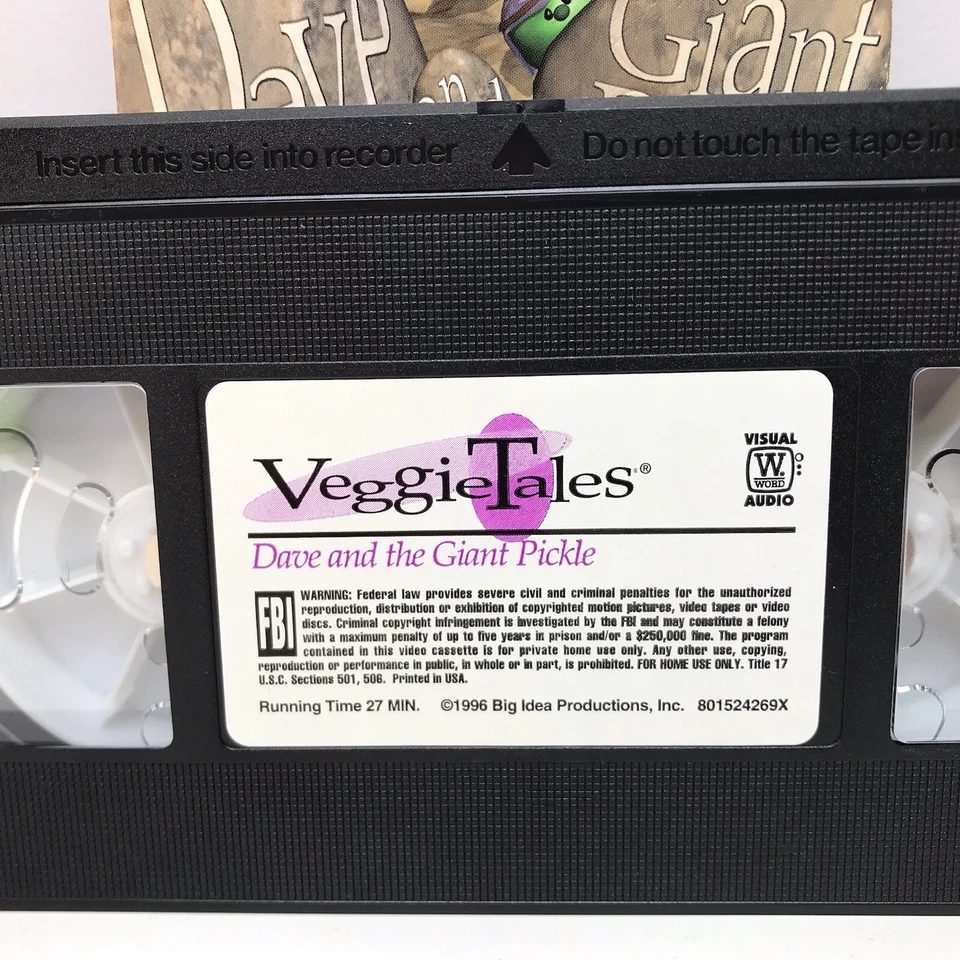 Dave and Giant
Insert this side into recorder
Do not touch the tape
VISUAL
W.
WORD
AUDIO
VeggieTales®
Dave and the Giant Pickle
FBI
WARNING: Federal law provides severe civil and criminal penalties for the unauthorized
reproduction, distribution or exhibition of copyrighted motion pictures, video tapes or video
discs. Criminal copyright infringement is investigated by the FBI and may constitute a felony
with a maximum penalty of up to five years in prison and/or a $250,000 fine. The program
contained in this video cassette is for private home use only. Any other use, copying,
reproduction or performance in public, in whole or in part, is prohibited. FOR HOME USE ONLY. Title 17
U.S.C. Sections 501, 506. Printed in USA.
Running Time 27 MIN. ©1996 Big Idea Productions, Inc. 801524269X